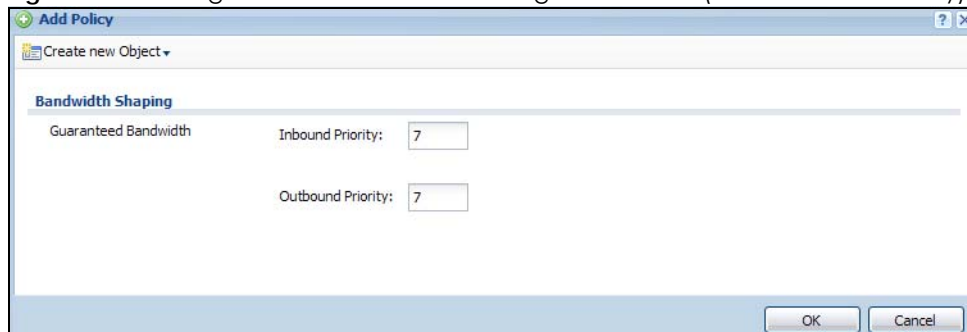 Add Policy
Create new Object
Bandwidth Shaping
Guaranteed Bandwidth Inbound Priority: 7
Outbound Priority: 7
OK Cancel